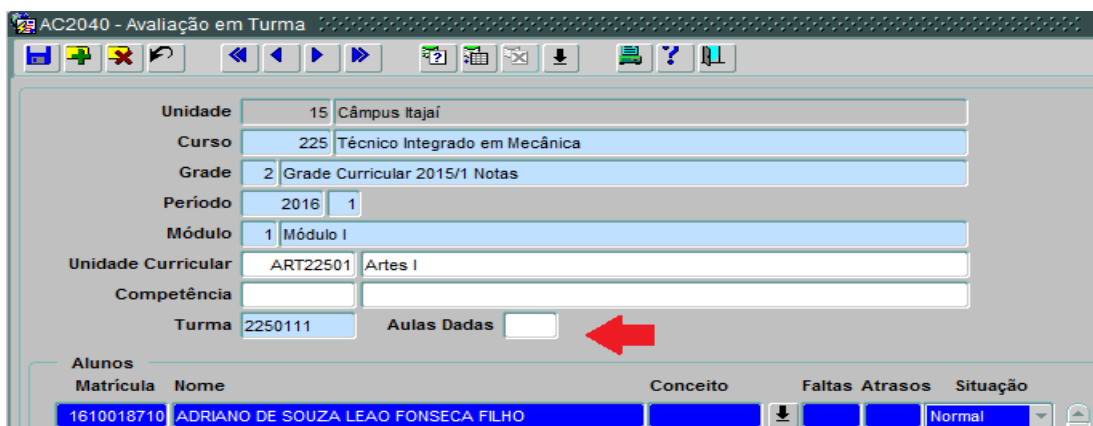 AC2040 - Avaliação em Turma
Unidade 15 Câmpus Itajaí
Curso 225 Técnico Integrado em Mecânica
Grade 2 Grade Curricular 2015/1 Notas
Período 2016 1
Módulo 1 Módulo I
Unidade Curricular ART22501 Artes I
Competência
Turma 2250111 Aulas Dadas
Alunos
Matrícula Nome Conceito Faltas Atrasos Situação
1610018710 ADRIANO DE SOUZA LEAO FONSECA FILHO Normal